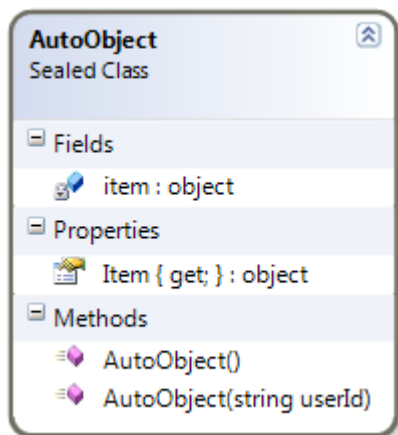 AutoObject
Sealed Class
Fields
item : object
Properties
Item { get; } : object
Methods
AutoObject()
AutoObject(string userId)